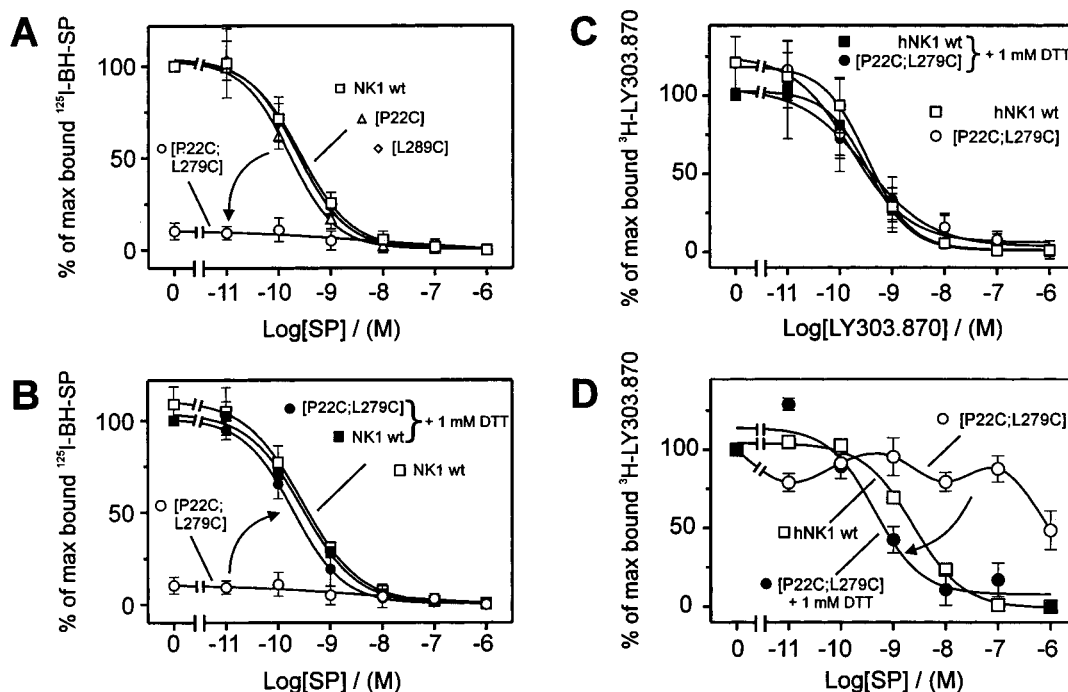 A
% of max bound ¹²⁵I-BH-SP
100
50
0
NK1 wt
[P22C]
[L289C]
[P22C;
L279C]
0 -11 -10 -9 -8 -7 -6
Log[SP] / (M)
B
% of max bound ¹²⁵I-BH-SP
100
50
0
[P22C;L279C]
NK1 wt
+ 1 mM DTT
NK1 wt
[P22C;
L279C]
0 -11 -10 -9 -8 -7 -6
Log[SP] / (M)
C
% of max bound ³H-LY303.870
100
50
0
hNK1 wt
[P22C;L279C]
+ 1 mM DTT
hNK1 wt
[P22C;L279C]
0 -11 -10 -9 -8 -7 -6
Log[LY303.870] / (M)
D
% of max bound ³H-LY303.870
100
50
0
[P22C;L279C]
hNK1 wt
[P22C;L279C]
+ 1 mM DTT
0 -11 -10 -9 -8 -7 -6
Log[SP] / (M)